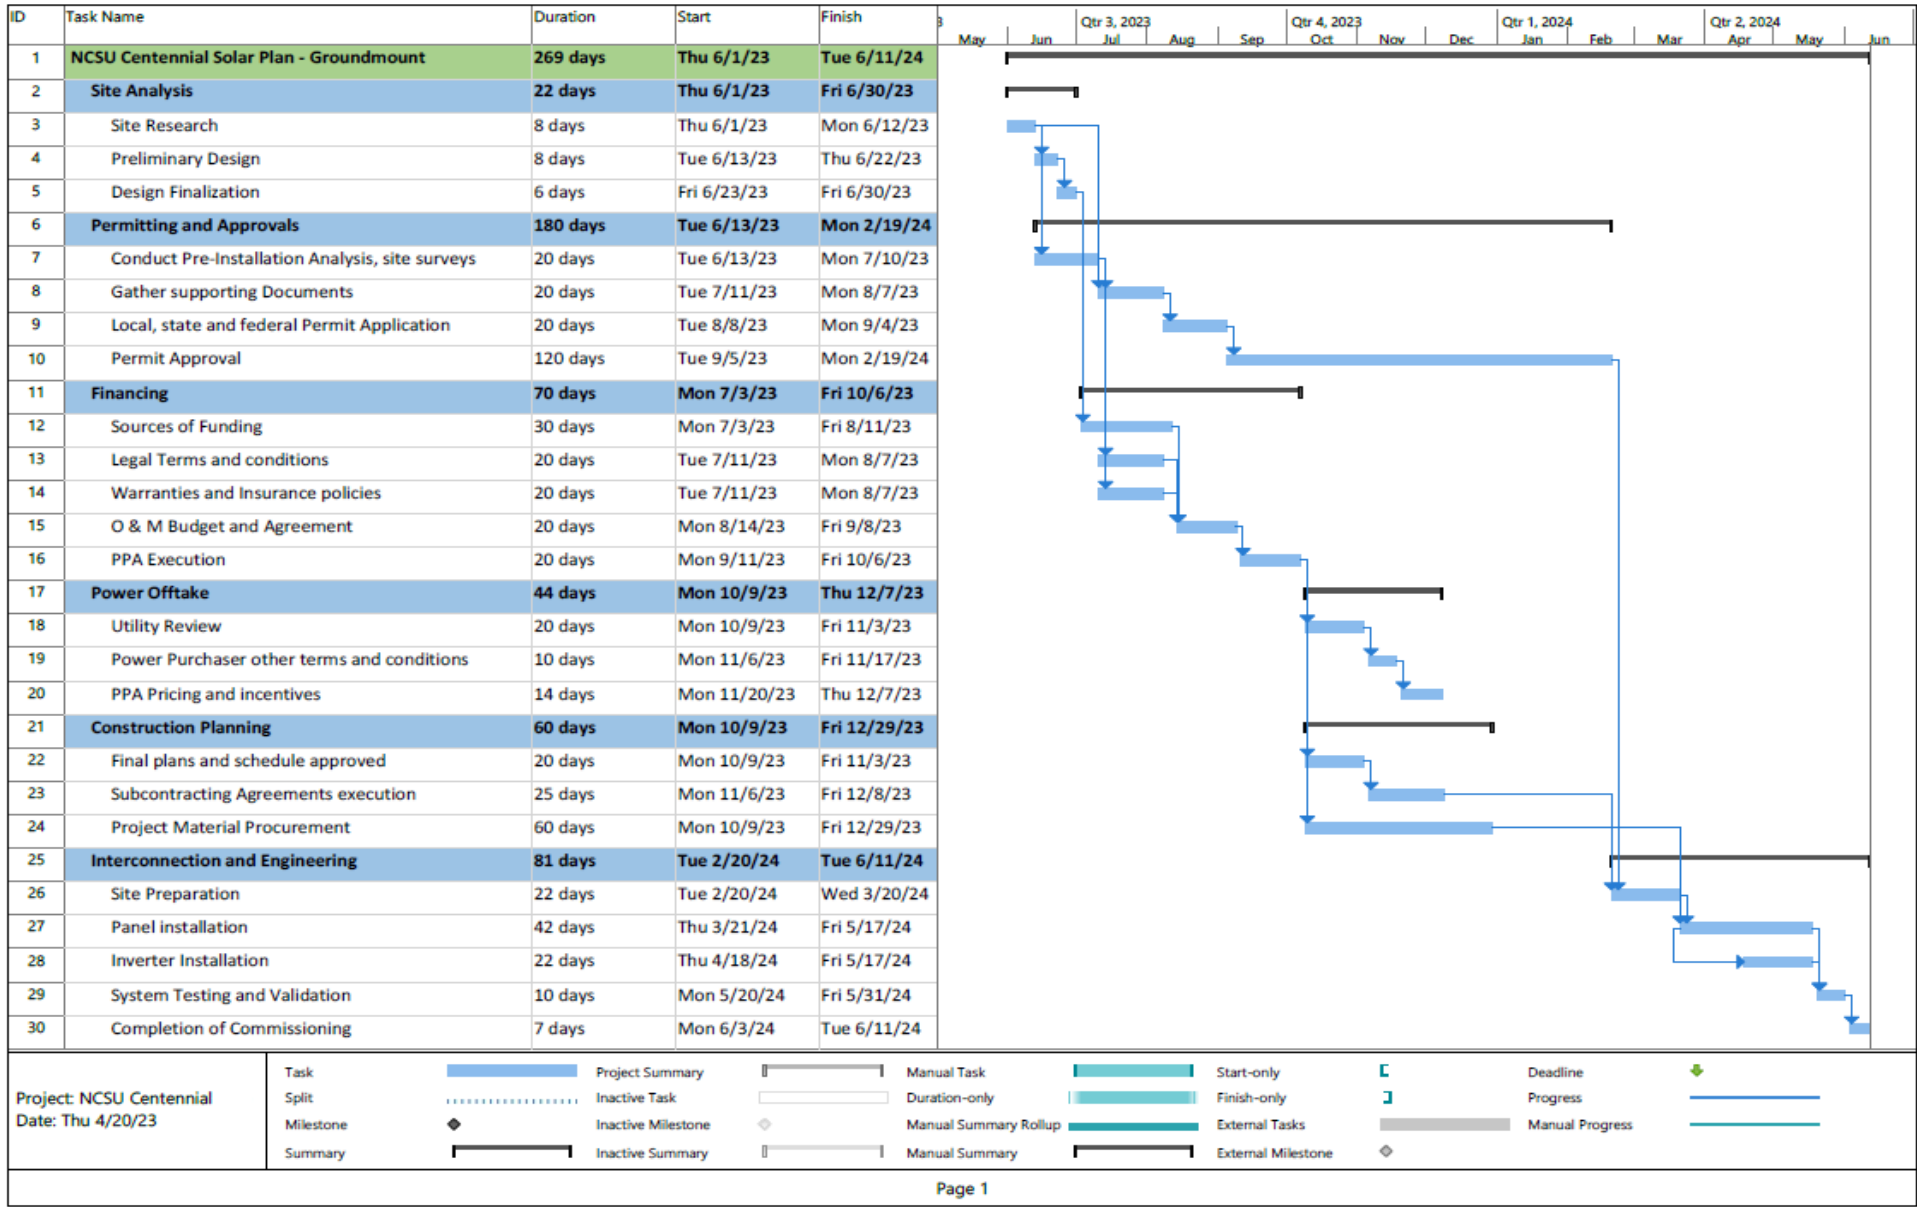 ID Task Name Duration Start Finish
3 Qtr 3, 2023 Qtr 4, 2023 Qtr 1, 2024 Qtr 2, 2024
May Jun Jul Aug Sep Oct Nov Dec Jan Feb Mar Apr May Jun
1 NCSU Centennial Solar Plan - Groundmount 269 days Thu 6/1/23 Tue 6/11/24
2 Site Analysis 22 days Thu 6/1/23 Fri 6/30/23
3 Site Research 8 days Thu 6/1/23 Mon 6/12/23
4 Preliminary Design 8 days Tue 6/13/23 Thu 6/22/23
5 Design Finalization 6 days Fri 6/23/23 Fri 6/30/23
6 Permitting and Approvals 180 days Tue 6/13/23 Mon 2/19/24
7 Conduct Pre-Installation Analysis, site surveys 20 days Tue 6/13/23 Mon 7/10/23
8 Gather supporting Documents 20 days Tue 7/11/23 Mon 8/7/23
9 Local, state and federal Permit Application 20 days Tue 8/8/23 Mon 9/4/23
10 Permit Approval 120 days Tue 9/5/23 Mon 2/19/24
11 Financing 70 days Mon 7/3/23 Fri 10/6/23
12 Sources of Funding 30 days Mon 7/3/23 Fri 8/11/23
13 Legal Terms and conditions 20 days Tue 7/11/23 Mon 8/7/23
14 Warranties and Insurance policies 20 days Tue 7/11/23 Mon 8/7/23
15 O & M Budget and Agreement 20 days Mon 8/14/23 Fri 9/8/23
16 PPA Execution 20 days Mon 9/11/23 Fri 10/6/23
17 Power Offtake 44 days Mon 10/9/23 Thu 12/7/23
18 Utility Review 20 days Mon 10/9/23 Fri 11/3/23
19 Power Purchaser other terms and conditions 10 days Mon 11/6/23 Fri 11/17/23
20 PPA Pricing and incentives 14 days Mon 11/20/23 Thu 12/7/23
21 Construction Planning 60 days Mon 10/9/23 Fri 12/29/23
22 Final plans and schedule approved 20 days Mon 10/9/23 Fri 11/3/23
23 Subcontracting Agreements execution 25 days Mon 11/6/23 Fri 12/8/23
24 Project Material Procurement 60 days Mon 10/9/23 Fri 12/29/23
25 Interconnection and Engineering 81 days Tue 2/20/24 Tue 6/11/24
26 Site Preparation 22 days Tue 2/20/24 Wed 3/20/24
27 Panel installation 42 days Thu 3/21/24 Fri 5/17/24
28 Inverter Installation 22 days Thu 4/18/24 Fri 5/17/24
29 System Testing and Validation 10 days Mon 5/20/24 Fri 5/31/24
30 Completion of Commissioning 7 days Mon 6/3/24 Tue 6/11/24
Project: NCSU Centennial
Date: Thu 4/20/23
Task Project Summary Manual Task Start-only Deadline
Split Inactive Task Duration-only Finish-only Progress
Milestone Inactive Milestone Manual Summary Rollup External Tasks Manual Progress
Summary Inactive Summary Manual Summary External Milestone
Page 1